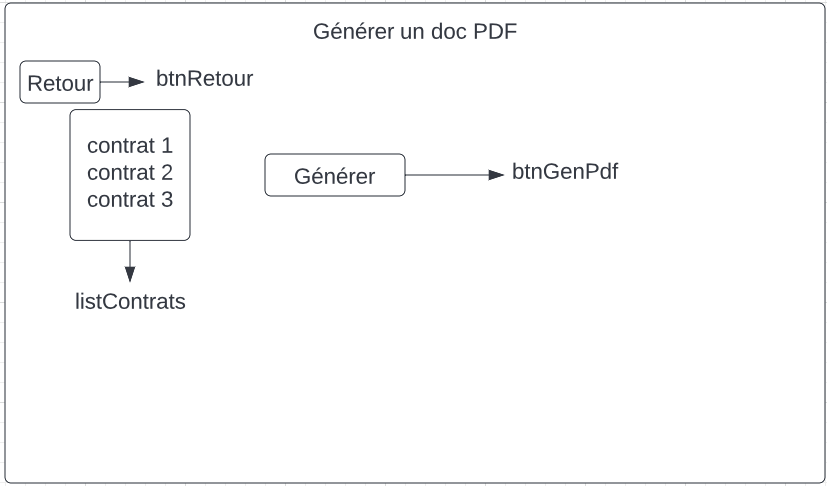 Générer un doc PDF
Retour
btnRetour
contrat 1
contrat 2
contrat 3
Générer
btnGenPdf
listContrats